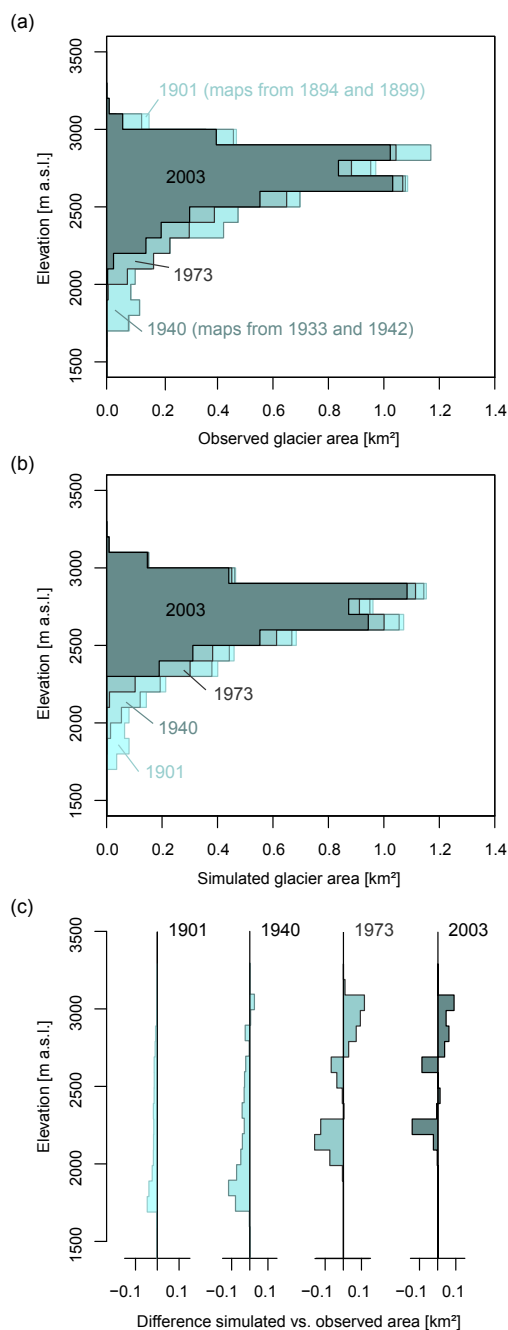 (a)
3500
3000
2500
2000
1500
Elevation [m a.s.l.]
1901 (maps from 1894 and 1899)
2003
1973
1940 (maps from 1933 and 1942)
0.0 0.2 0.4 0.6 0.8 1.0 1.2 1.4
Observed glacier area [km²]
(b)
3500
3000
2500
2000
1500
Elevation [m a.s.l.]
2003
1973
1940
1901
0.0 0.2 0.4 0.6 0.8 1.0 1.2 1.4
Simulated glacier area [km²]
(c)
1901 1940 1973 2003
3500
3000
2500
2000
1500
Elevation [m a.s.l.]
−0.1 0.1 −0.1 0.1 −0.1 0.1 −0.1 0.1
Difference simulated vs. observed area [km²]